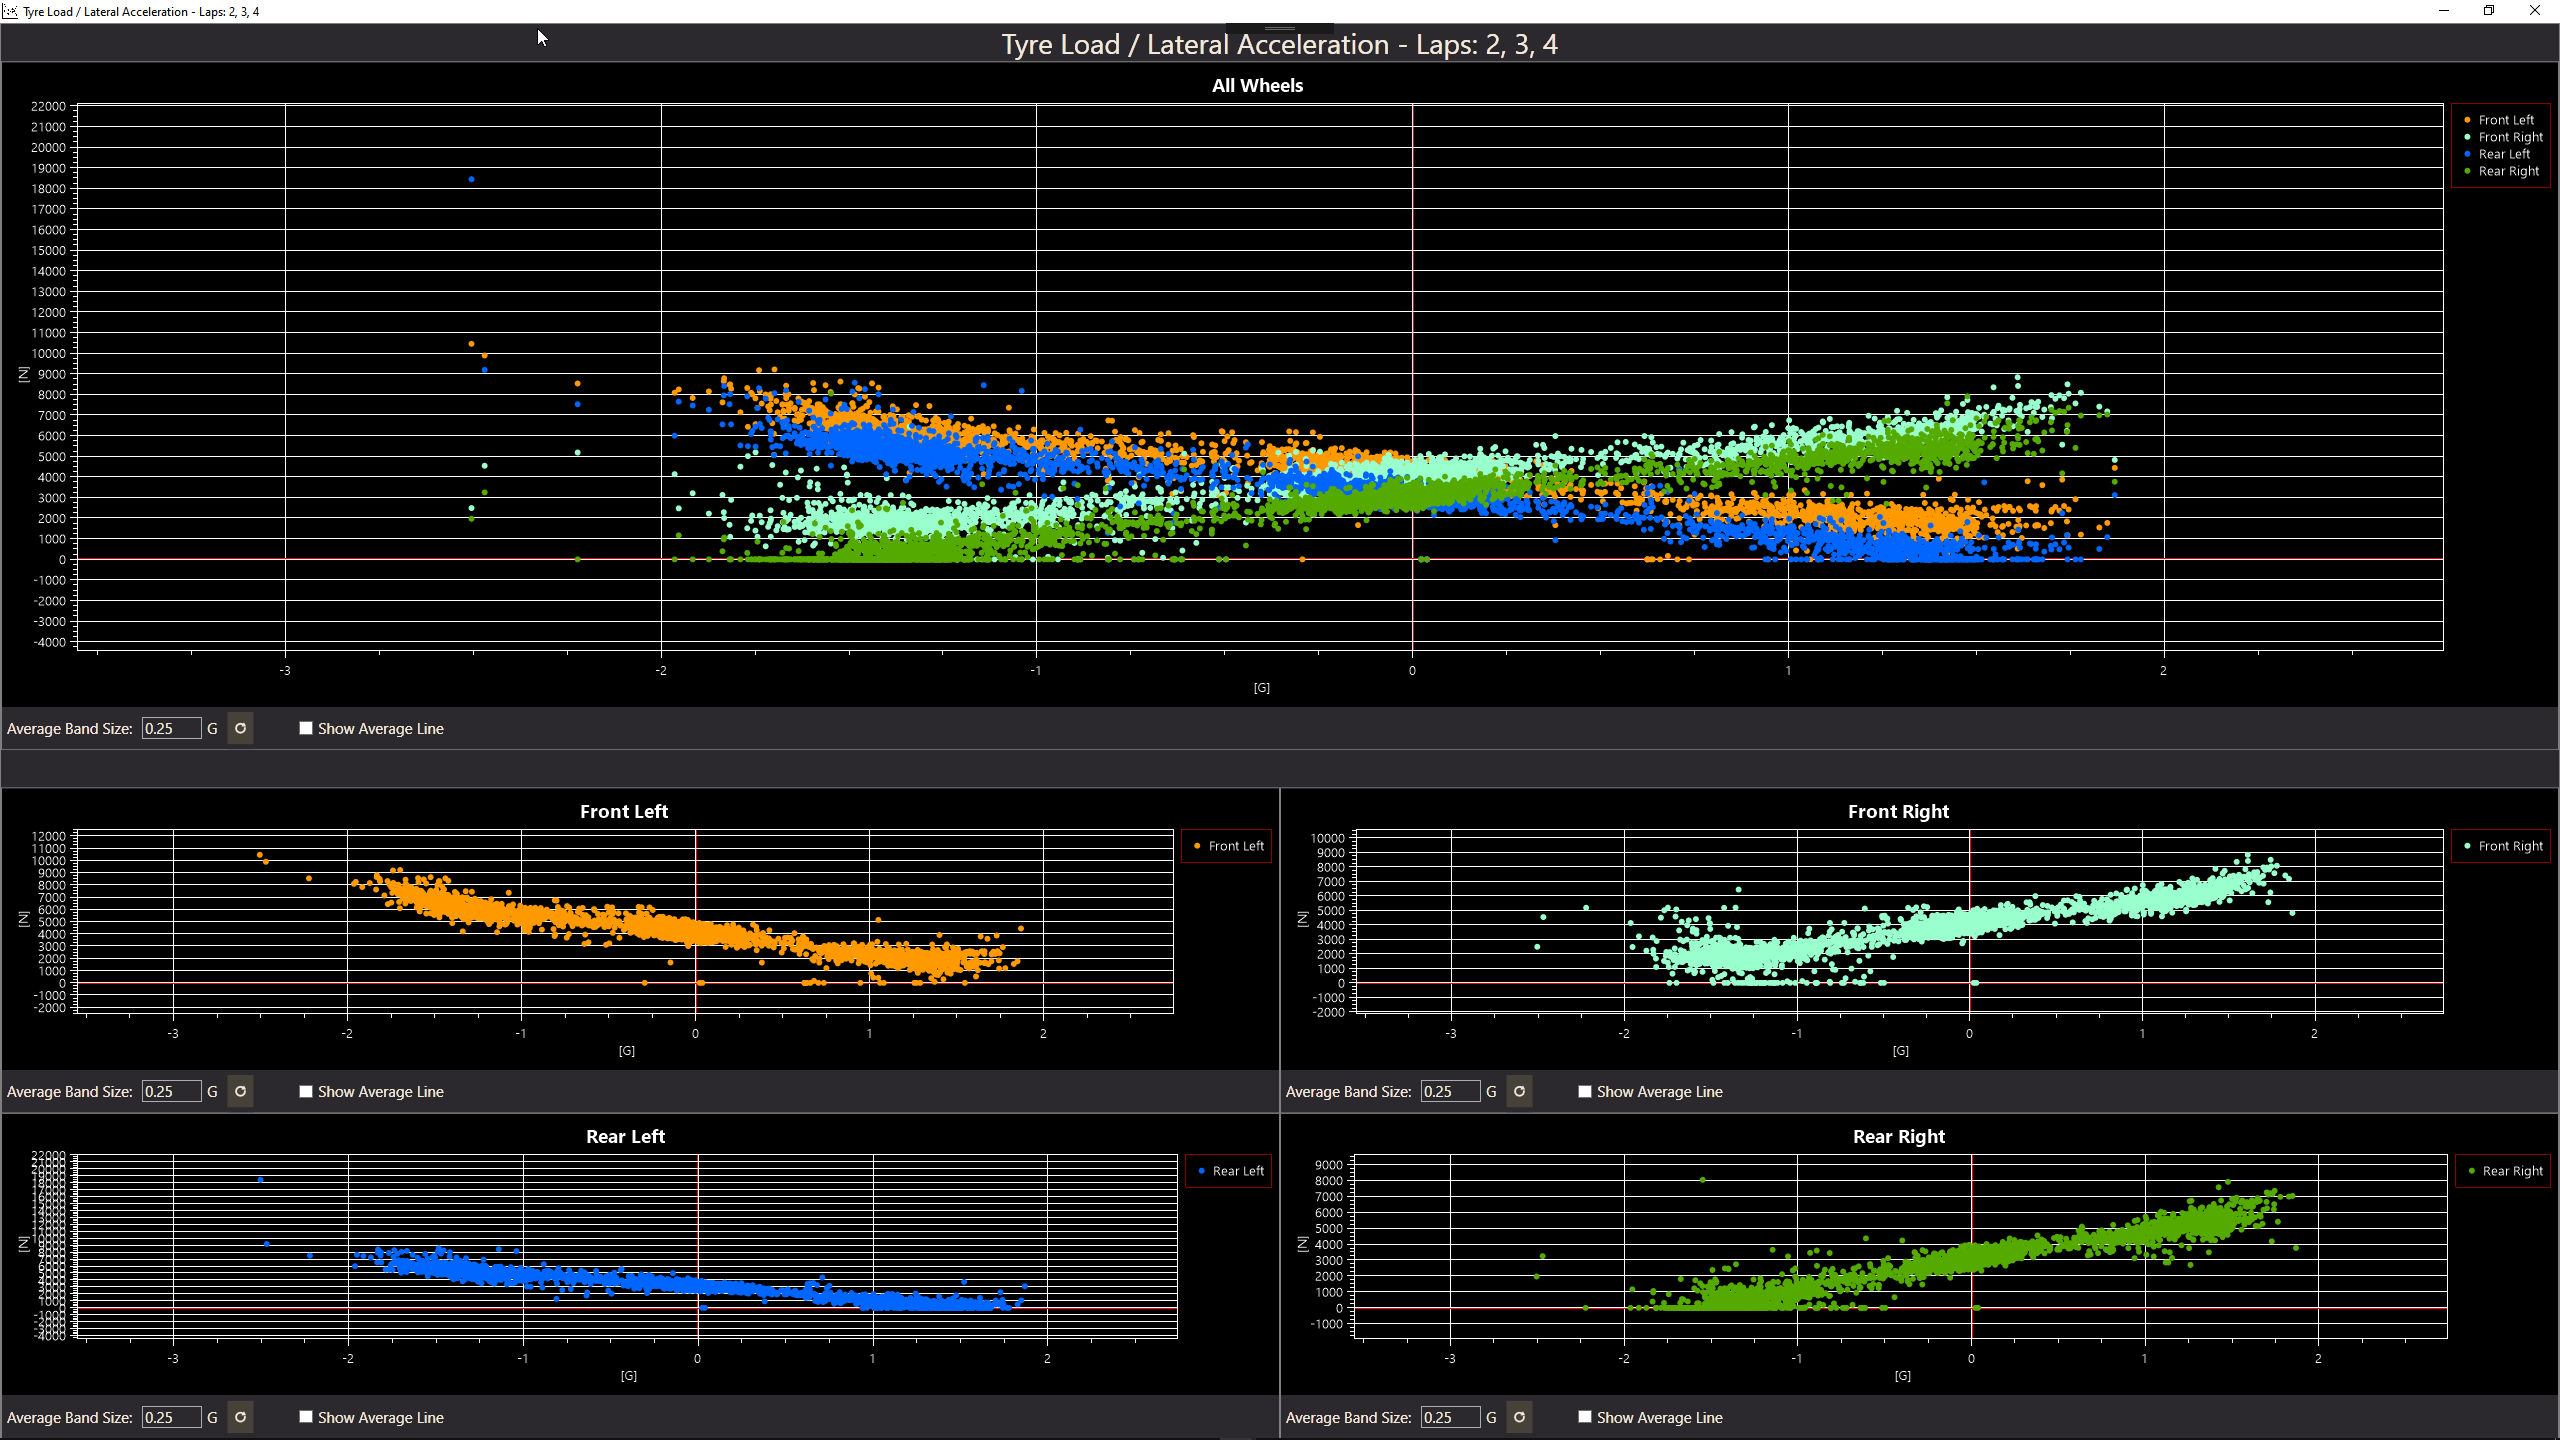 Tyre Load / Lateral Acceleration - Laps: 2, 3, 4
Tyre Load / Lateral Acceleration - Laps: 2, 3, 4
All Wheels
22000
21000
20000
19000
18000
17000
16000
15000
14000
13000
12000
11000
10000
9000
8000
7000
6000
5000
4000
3000
2000
1000
0
-1000
-2000
-3000
-4000
[N]
-3 -2 -1 0 1 2
[G]
Front Left
Front Right
Rear Left
Rear Right
Average Band Size: 0.25 G Show Average Line
Front Left
12000
11000
10000
9000
8000
7000
6000
5000
4000
3000
2000
1000
0
-1000
-2000
[N]
-3 -2 -1 0 1 2
[G]
Front Left
Average Band Size: 0.25 G Show Average Line
Front Right
10000
9000
8000
7000
6000
5000
4000
3000
2000
1000
0
-1000
-2000
[N]
-3 -2 -1 0 1 2
[G]
Front Right
Average Band Size: 0.25 G Show Average Line
Rear Left
22000
[N]
-4000
-3 -2 -1 0 1 2
[G]
Rear Left
Average Band Size: 0.25 G Show Average Line
Rear Right
9000
8000
7000
6000
5000
4000
3000
2000
1000
0
-1000
[N]
-3 -2 -1 0 1 2
[G]
Rear Right
Average Band Size: 0.25 G Show Average Line